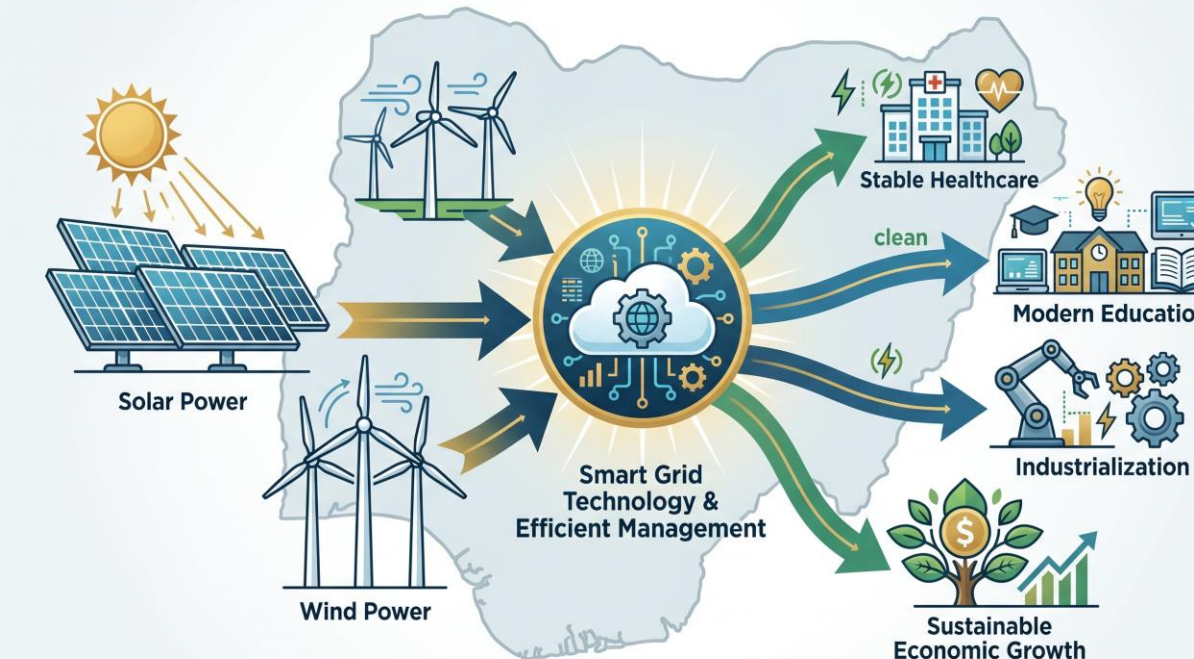 Solar Power
Wind Power
Smart Grid
Technology &
Efficient Management
Stable Healthcare
clean
Modern Educatio
Industrialization
$
Sustainable
Economic Growth